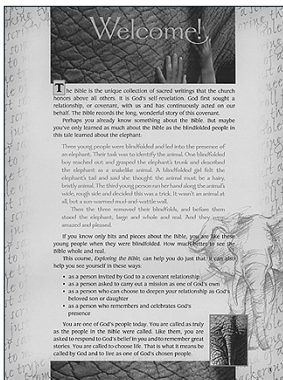 Welcome!
The Bible is the unique collection of sacred writings that the church
honors above all others. It is God's self-revelation. God first sought a
relationship, or covenant, with us and has continuously acted on our
behalf. The Bible records the long, wonderful story of this covenant.
Perhaps you already know something about the Bible. But maybe
you've only learned as much about the Bible as the blindfolded people in
this tale learned about the elephant:
Three young people were blindfolded and led into the presence of
an elephant. Their task was to identify the animal. One blindfolded
boy reached out and grasped the elephant's trunk and described
the elephant as a snakelike animal. A blindfolded girl felt the
elephant's tail and said she thought the animal must be a hairy,
bristly animal. The third young person ran her hand along the animal's
wide, rough side and decided this was a trick. It wasn't an animal at
all, but a sun-warmed mud-and-wattle wall.
Then the three removed their blindfolds, and before them
stood the elephant, large and whole and real. And they were
amazed and pleased.
If you know only bits and pieces about the Bible, you are like these
young people when they were blindfolded. How much better to see the
Bible whole and real.
This course, Exploring the Bible, can help you do just that. It can also
help you see yourself in these ways:
• as a person invited by God to a covenant relationship
• as a person asked to carry out a mission as one of God's own
• as a person who can choose to deepen your relationship as God's
beloved son or daughter
• as a person who remembers and celebrates God's
presence
You are one of God's people today. You are called as truly
as the people in the Bible were called. Like them, you are
asked to respond to God's belief in you and to remember great
stories. You are called to choose life. That is what it means to be
called by God and to live as one of God's chosen people.